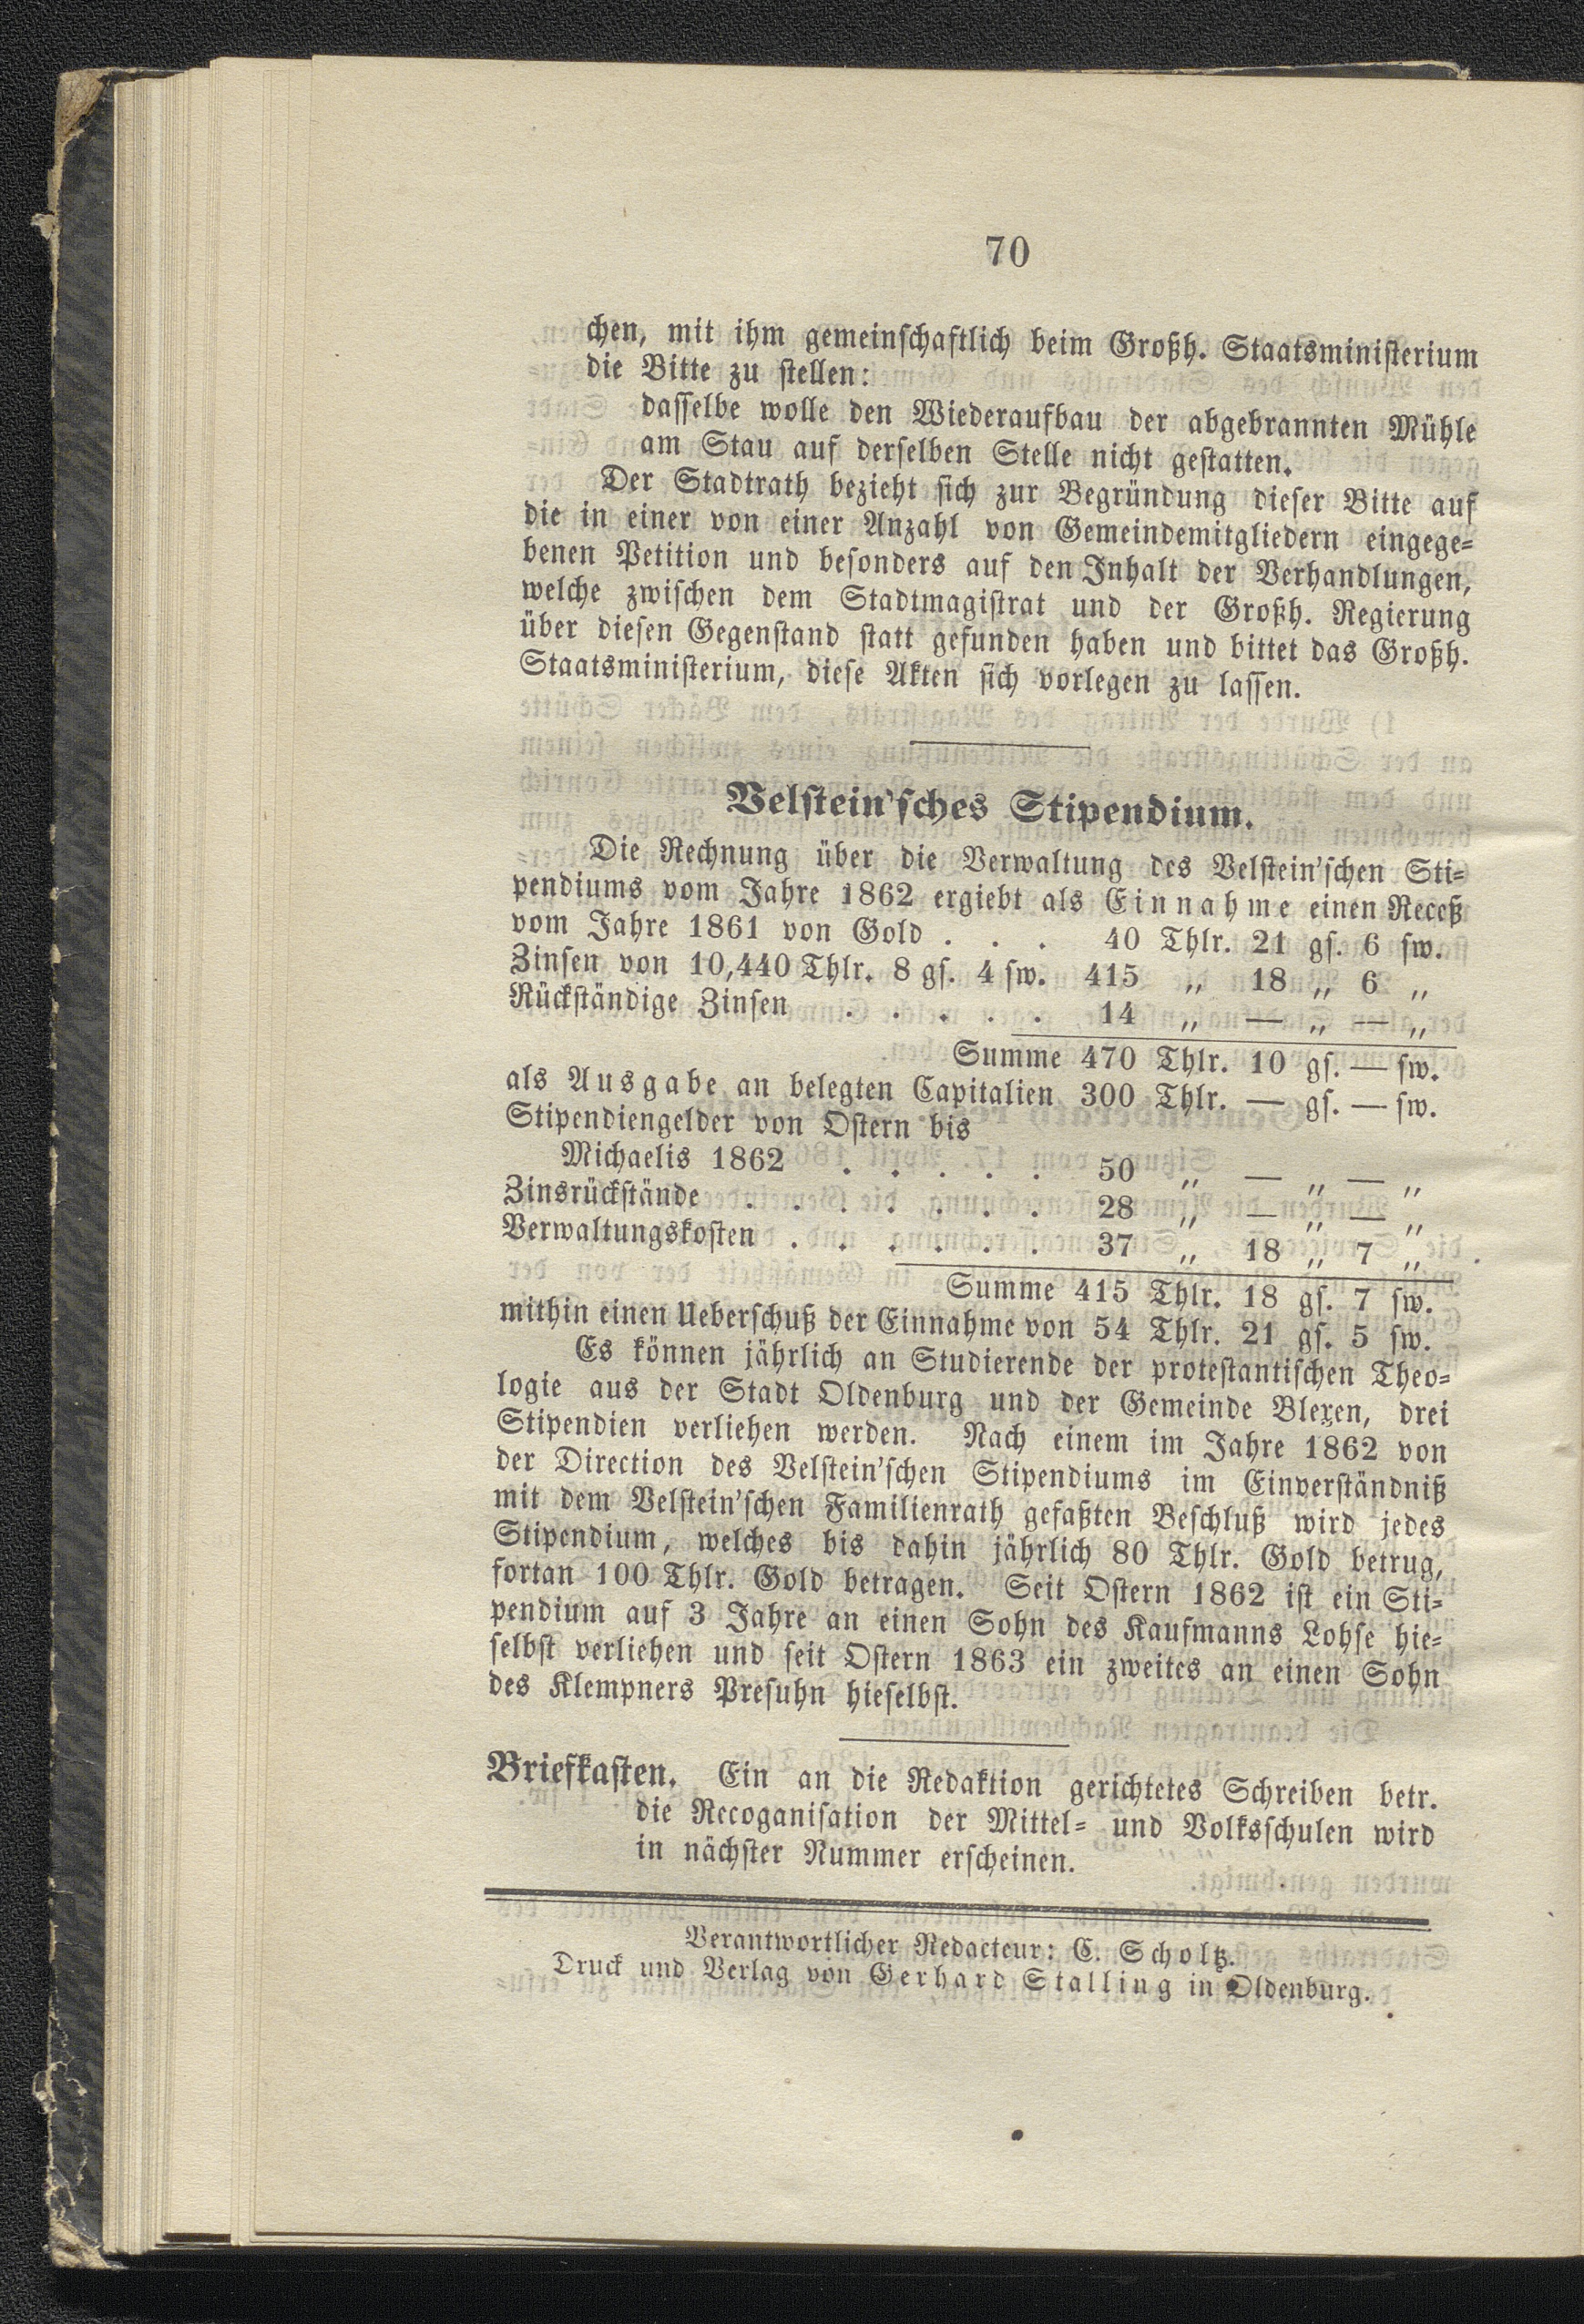 70
chen, mit ihm gemeinschaftlich beim Großh. Staatsministerium
die Bitte zu stellen:
dasselbe wolle den Wiederaufbau der abgebrannten Mühle
am Stau auf derselben Stelle nicht gestatten.
Der Stadtrath bezieht sich zur Begründung dieser Bitte auf
die in einer von einer Anzahl von Gemeindemitgliedern eingege-
benen Petition und besonders auf den Inhalt der Verhandlungen,
welche zwischen dem Stadtmagistrat und der Großh. Regierung
über diesen Gegenstand statt gefunden haben und bittet das Großh.
Staatsministerium, diese Akten sich vorlegen zu lassen.
Velstein'sches Stipendium.
Die Rechnung über die Verwaltung des Velstein'schen Sti-
pendiums vom Jahre 1862 ergiebt als Einnahme einen Receß
vom Jahre 1861 von Gold . . . 40 Thlr. 21 gs. 6 sw.
Zinsen von 10,440 Thlr. 8 gs. 4 sw. 415 „ 18 „ 6 „
Rückständige Zinsen . . . . . 14 „ — „ — „
Summe 470 Thlr. 10 gs. — sw.
als Ausgabe an belegten Capitalien 300 Thlr. — gs. — sw.
Stipendiengelder von Ostern bis
Michaelis 1862 . . . . . 50 „ — „ — „
Zinsrückstände . . . . . . . 28 „ — „ — „
Verwaltungskosten . . . . . . 37 „ 18 „ 7 „
Summe 415 Thlr. 18 gs. 7 sw.
mithin einen Ueberschuß der Einnahme von 54 Thlr. 21 gs. 5 sw.
Es können jährlich an Studierende der protestantischen Theo-
logie aus der Stadt Oldenburg und der Gemeinde Blexen, drei
Stipendien verliehen werden. Nach einem im Jahre 1862 von
der Direction des Velstein'schen Stipendiums im Einverständniß
mit dem Velstein'schen Familienrath gefaßten Beschluß wird jedes
Stipendium, welches bis dahin jährlich 80 Thlr. Gold betrug,
fortan 100 Thlr. Gold betragen. Seit Ostern 1862 ist ein Sti-
pendium auf 3 Jahre an einen Sohn des Kaufmanns Lohse hie-
selbst verliehen und seit Ostern 1863 ein zweites an einen Sohn
des Klempners Presuhn hieselbst.
Briefkasten. Ein an die Redaktion gerichtetes Schreiben betr.
die Recoganisation der Mittel- und Volksschulen wird
in nächster Nummer erscheinen.
Verantwortlicher Redacteur: C. Scholtz.
Druck und Verlag von Gerhard Stalling in Oldenburg.